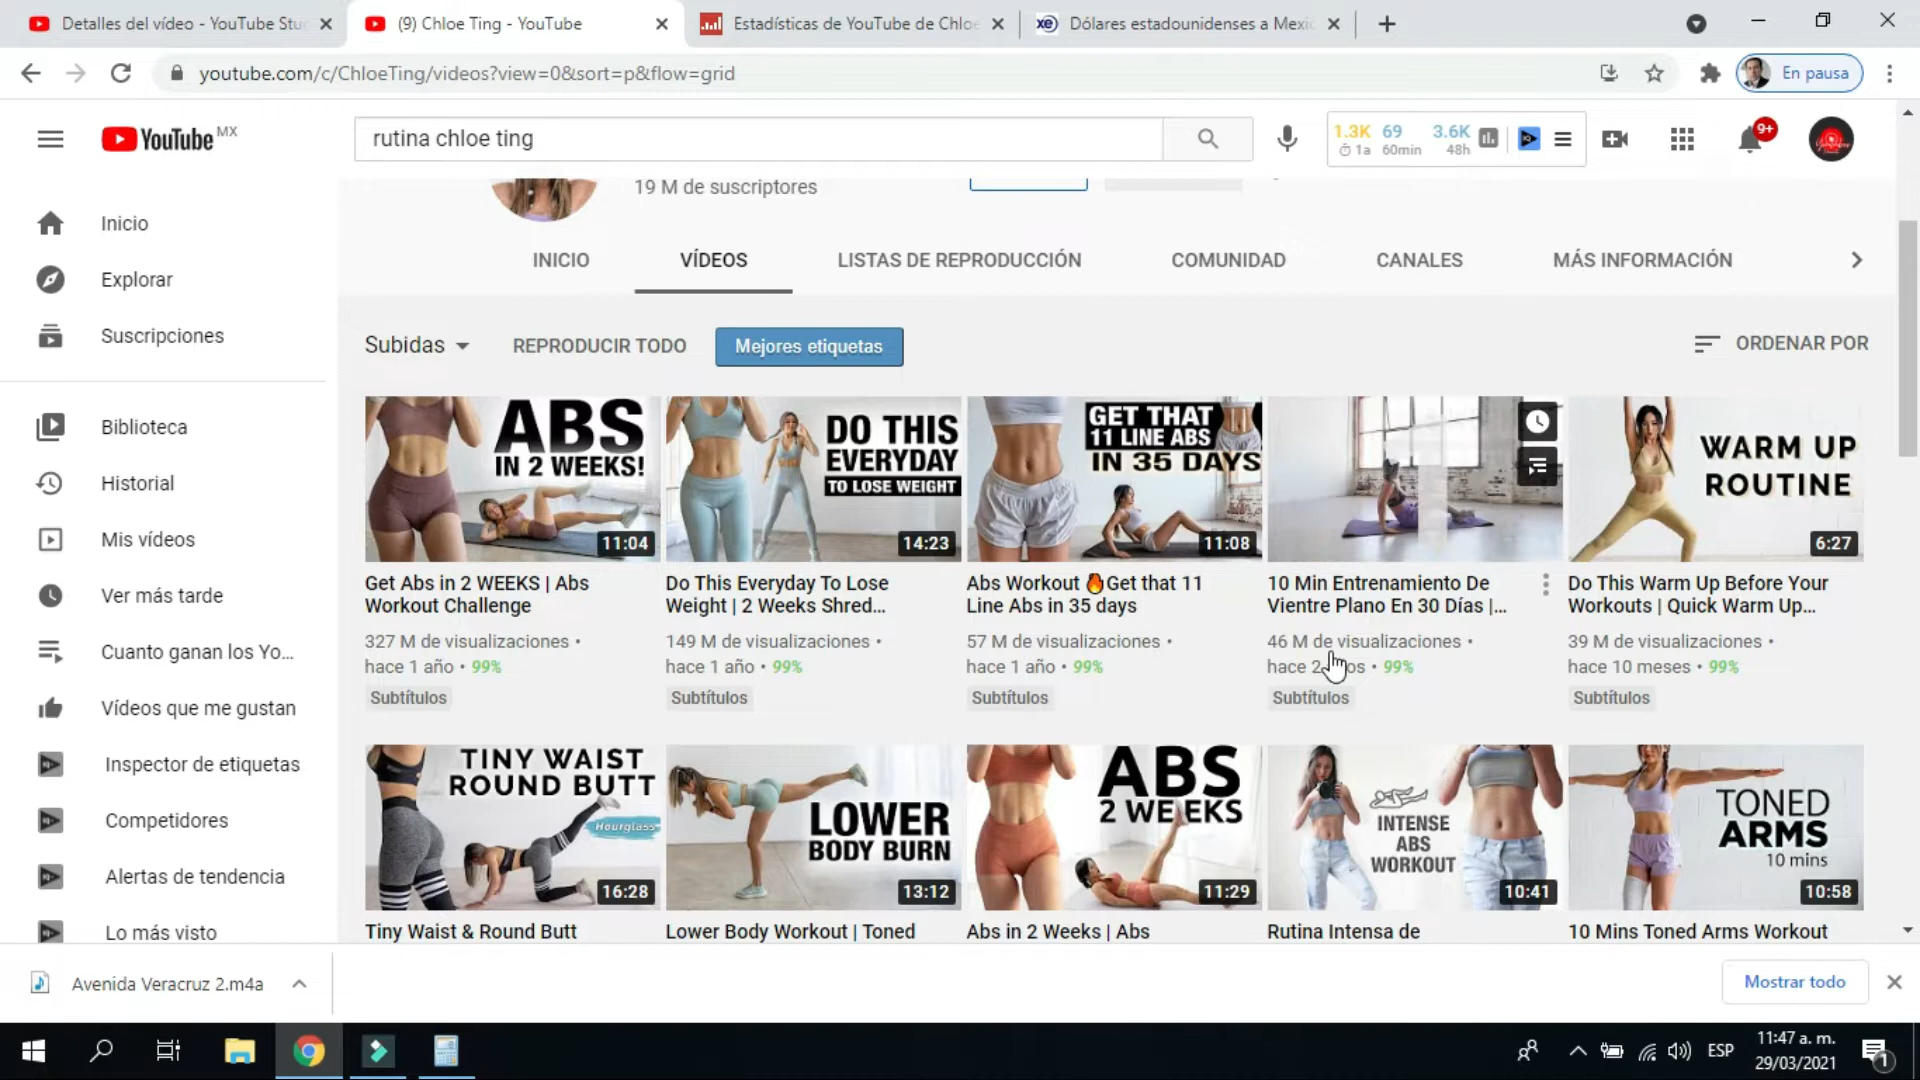 Detalles del vídeo - YouTube Stu
(9) Chloe Ting - YouTube
Estadísticas de YouTube de Chloe
Dólares estadounidenses a Mexic
youtube.com/c/ChloeTing/videos?view=0&sort=p&flow=grid
En pausa
YouTube MX
rutina chloe ting
1.3K 69 3.6K
1a 60min 48h
9+
19 M de suscriptores
Inicio
Explorar
Suscripciones
Biblioteca
Historial
Mis vídeos
Ver más tarde
Cuanto ganan los Yo...
Vídeos que me gustan
Inspector de etiquetas
Competidores
Alertas de tendencia
Lo más visto
INICIO
VÍDEOS
LISTAS DE REPRODUCCIÓN
COMUNIDAD
CANALES
MÁS INFORMACIÓN
Subidas
REPRODUCIR TODO
Mejores etiquetas
ORDENAR POR
ABS
IN 2 WEEKS!
11:04
Get Abs in 2 WEEKS | Abs
Workout Challenge
327 M de visualizaciones •
hace 1 año • 99%
Subtítulos
DO THIS
EVERYDAY
TO LOSE WEIGHT
14:23
Do This Everyday To Lose
Weight | 2 Weeks Shred...
149 M de visualizaciones •
hace 1 año • 99%
Subtítulos
GET THAT
11 LINE ABS
IN 35 DAYS
11:08
Abs Workout 🔥Get that 11
Line Abs in 35 days
57 M de visualizaciones •
hace 1 año • 99%
Subtítulos
10 Min Entrenamiento De
Vientre Plano En 30 Días |...
46 M de visualizaciones •
hace 2 • 99%
Subtítulos
WARM UP
ROUTINE
6:27
Do This Warm Up Before Your
Workouts | Quick Warm Up...
39 M de visualizaciones •
hace 10 meses • 99%
Subtítulos
TINY WAIST
ROUND BUTT
Hourglass
16:28
Tiny Waist & Round Butt
LOWER
BODY BURN
13:12
Lower Body Workout | Toned
ABS
2 WEEKS
11:29
Abs in 2 Weeks | Abs
INTENSE
ABS
WORKOUT
10:41
Rutina Intensa de
TONED
ARMS
10 mins
10:58
10 Mins Toned Arms Workout
Avenida Veracruz 2.m4a
Mostrar todo
ESP
11:47 a. m.
29/03/2021
1